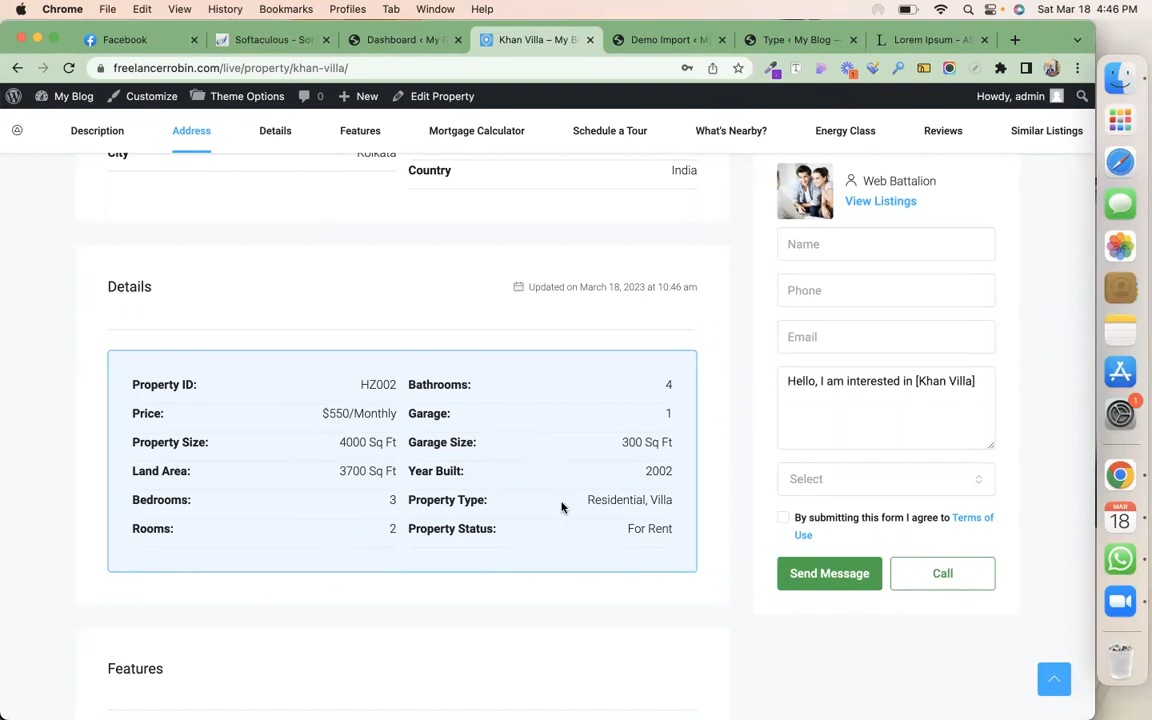 Chrome File Edit View History Bookmarks Profiles Tab Window Help Sat Mar 18 4:46 PM
Facebook Softaculous - So Dashboard < My Khan Villa – My B Demo Import < M Type < My Blog — Lorem Ipsum - Al
freelancerrobin.com/live/property/khan-villa/
My Blog Customize Theme Options 0 New Edit Property Howdy, admin
Description Address Details Features Mortgage Calculator Schedule a Tour What's Nearby? Energy Class Reviews Similar Listings
City Kolkata
Country India
Details
Updated on March 18, 2023 at 10:46 am
Property ID: HZ002 Bathrooms: 4
Price: $550/Monthly Garage: 1
Property Size: 4000 Sq Ft Garage Size: 300 Sq Ft
Land Area: 3700 Sq Ft Year Built: 2002
Bedrooms: 3 Property Type: Residential, Villa
Rooms: 2 Property Status: For Rent
Features
Web Battalion
View Listings
Name
Phone
Email
Hello, I am interested in [Khan Villa]
Select
By submitting this form I agree to Terms of
Use
Send Message Call
1
MAR
18